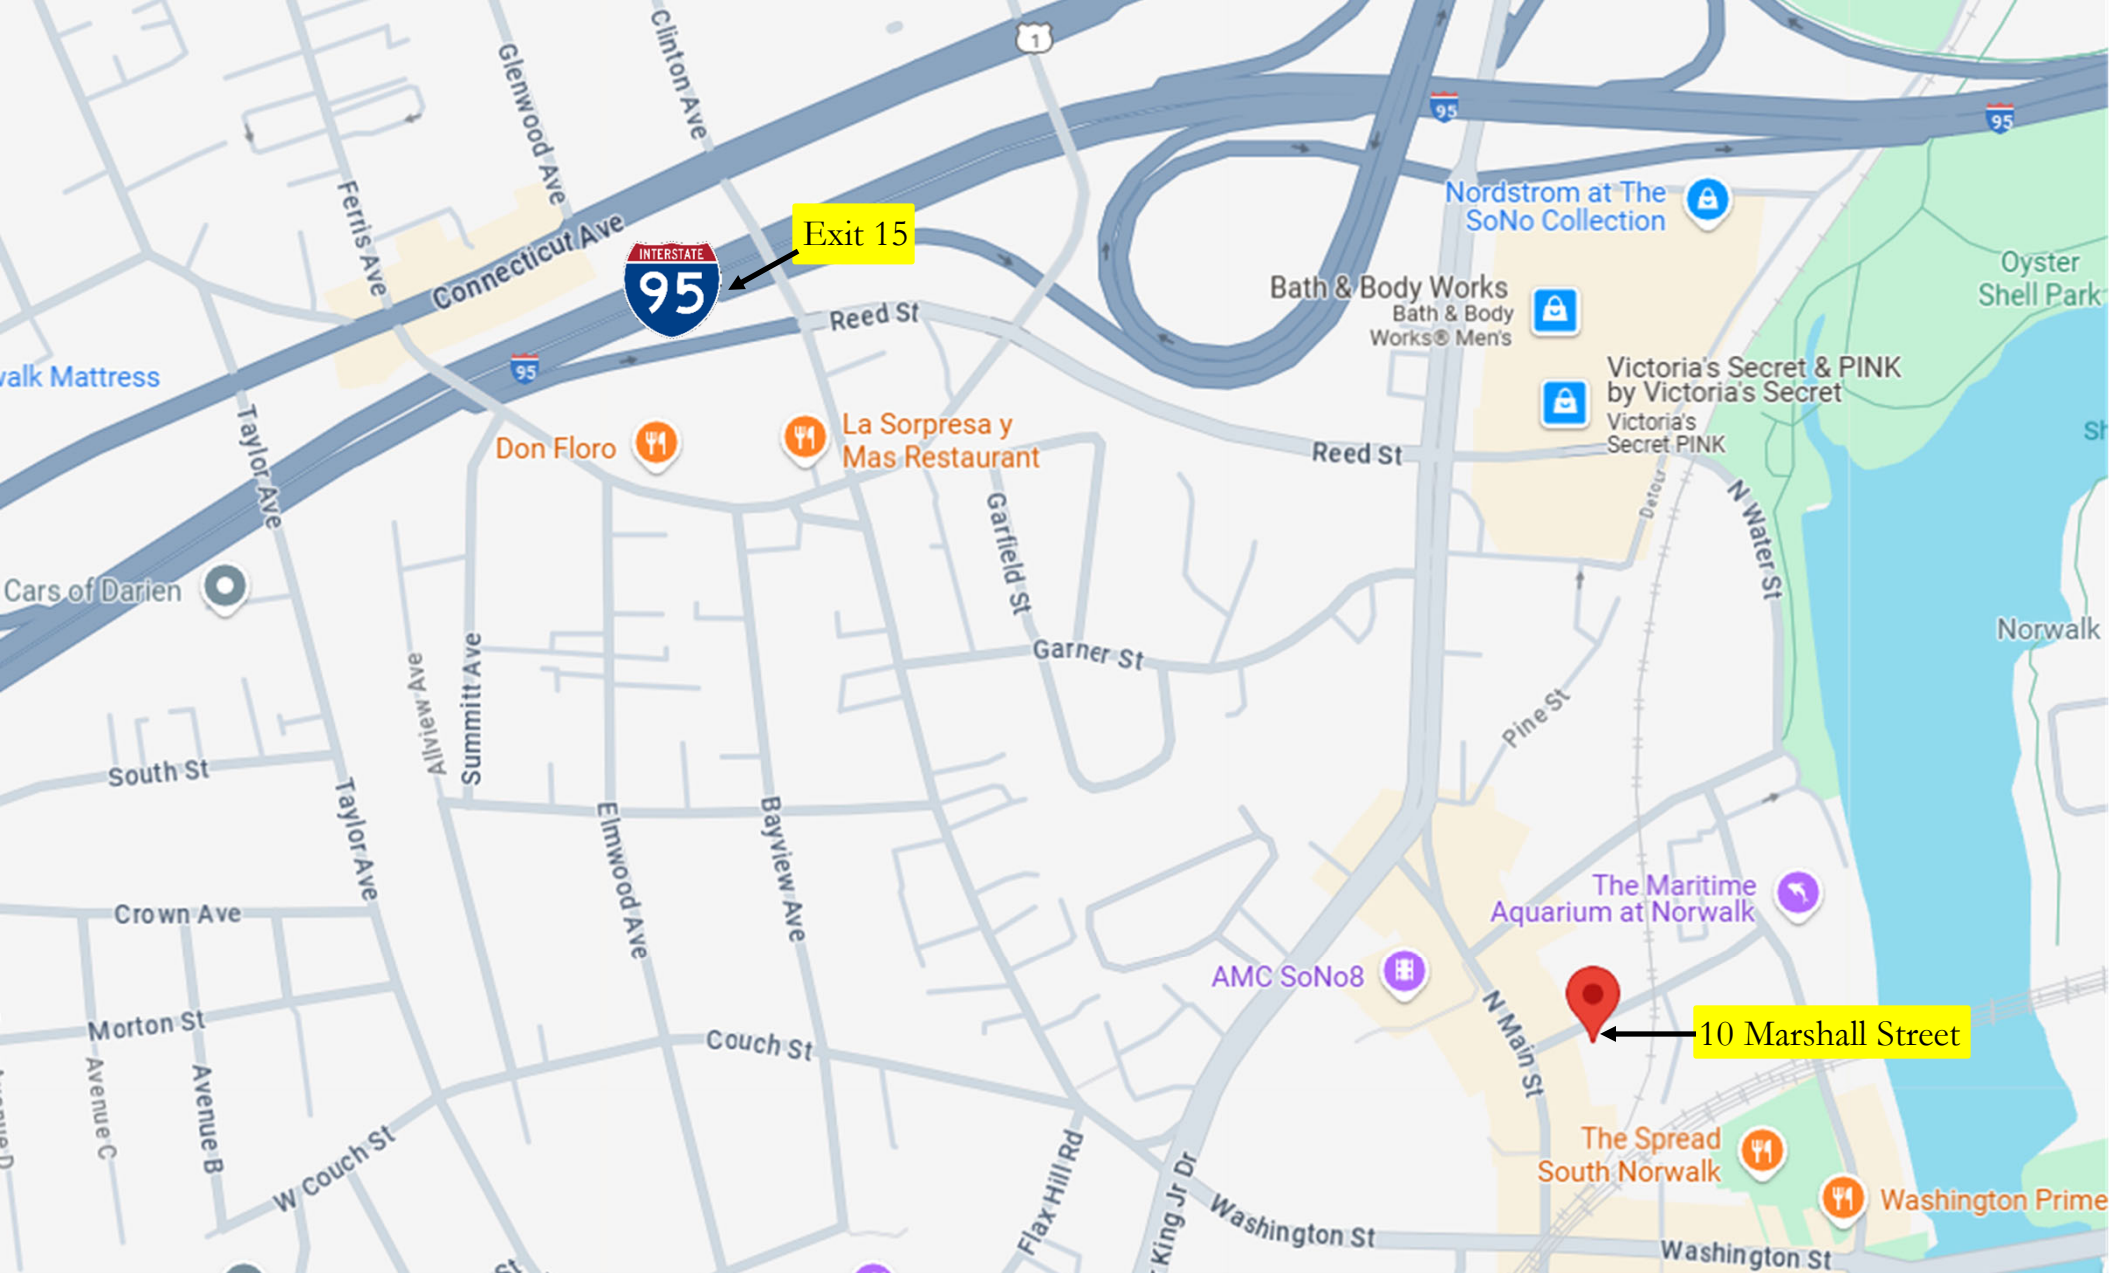 1
Glenwood Ave
Clinton Ave
95
95
Ferris Ave
Connecticut Ave
INTERSTATE
95
Exit 15
Nordstrom at The
SoNo Collection
Oyster
Shell Park
Bath & Body Works
Bath & Body
Works® Men's
Reed St
95
Victoria's Secret & PINK
by Victoria's Secret
Victoria's
Secret PINK
walk Mattress
Taylor Ave
Don Floro
La Sorpresa y
Mas Restaurant
Reed St
Sh
Detour
N Water St
Garfield St
Cars of Darien
Norwalk
Garner St
Allview Ave
Summitt Ave
Pine St
South St
Taylor Ave
Elmwood Ave
Bayview Ave
The Maritime
Aquarium at Norwalk
Crown Ave
AMC SoNo8
N Main St
10 Marshall Street
Morton St
Couch St
Avenue C
Avenue B
Avenue D
W Couch St
The Spread
South Norwalk
Flax Hill Rd
King Jr Dr
Washington Prime
Washington St
Washington St
St